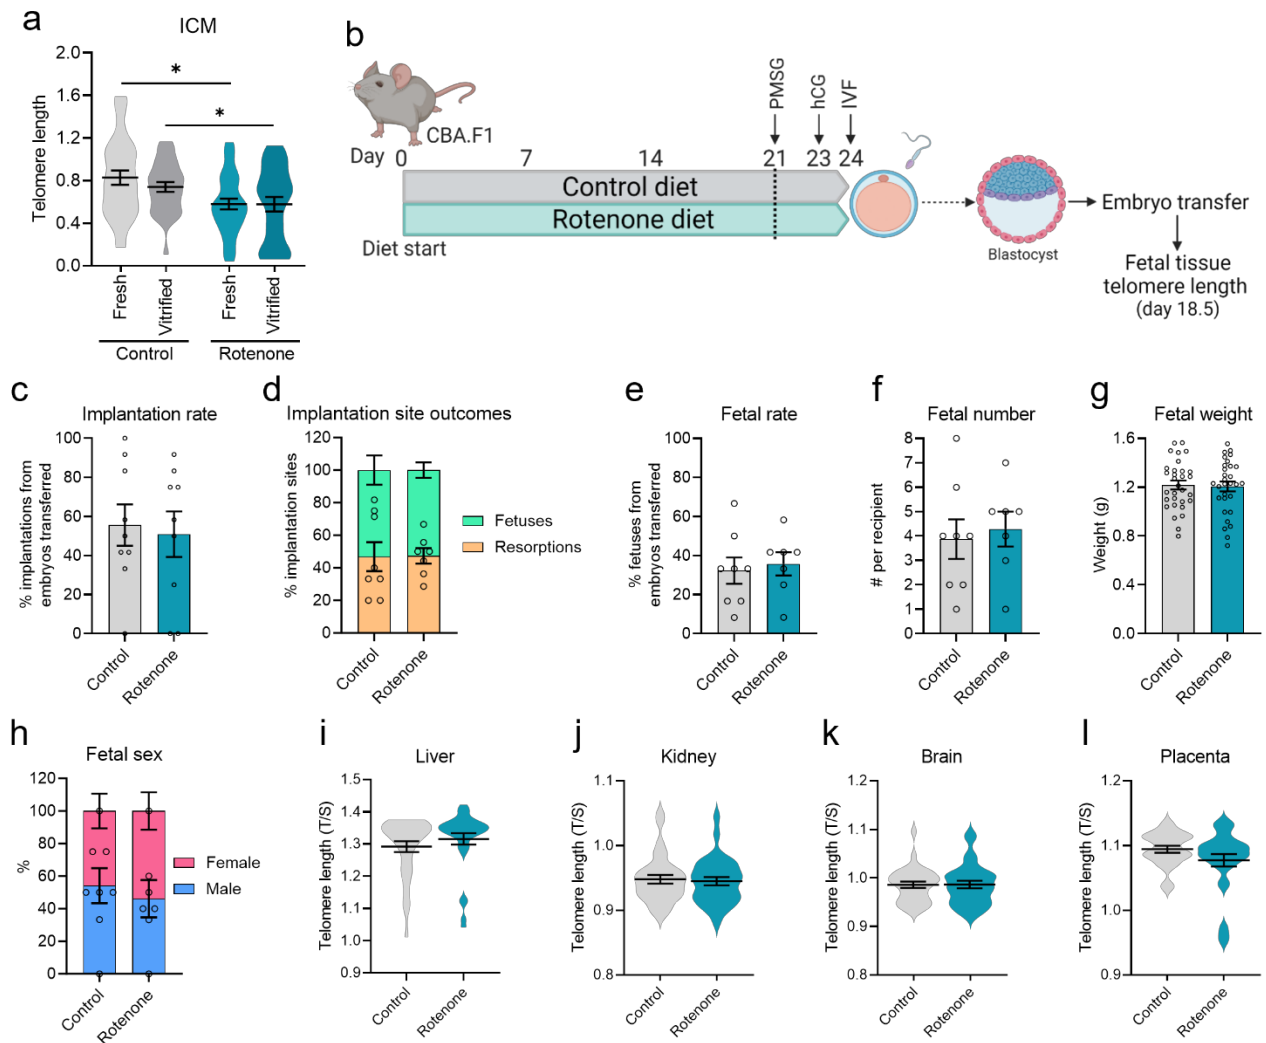 a
ICM
Telomere length
2.0
1.6
1.2
0.8
0.4
0.0
*
*
Fresh
Vitrified
Fresh
Vitrified
Control
Rotenone
b
CBA.F1
PMSG
hCG
IVF
Day 0 7 14 21 23 24
Control diet
Rotenone diet
Diet start
Blastocyst
Embryo transfer
Fetal tissue
telomere length
(day 18.5)
c
Implantation rate
% implantations from
embryos transferred
100
80
60
40
20
0
Control
Rotenone
d
Implantation site outcomes
% implantation sites
120
100
80
60
40
20
0
Control
Rotenone
Fetuses
Resorptions
e
Fetal rate
% fetuses from
embryos transferred
100
80
60
40
20
0
Control
Rotenone
f
Fetal number
# per recipient
8
7
6
5
4
3
2
1
0
Control
Rotenone
g
Fetal weight
Weight (g)
1.6
1.2
0.8
0.4
0.0
Control
Rotenone
h
Fetal sex
%
120
100
80
60
40
20
0
Control
Rotenone
Female
Male
i
Liver
Telomere length (T/S)
1.5
1.4
1.3
1.2
1.1
1.0
0.9
Control
Rotenone
j
Kidney
Telomere length (T/S)
1.1
1.0
0.9
0.8
Control
Rotenone
k
Brain
Telomere length (T/S)
1.2
1.1
1.0
0.9
0.8
Control
Rotenone
l
Placenta
Telomere length (T/S)
1.2
1.1
1.0
0.9
Control
Rotenone